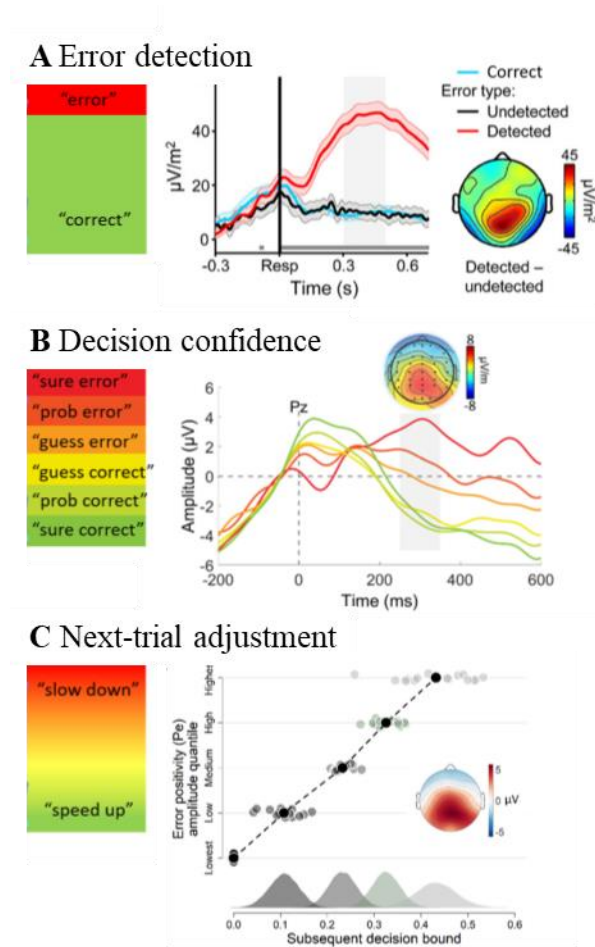 A Error detection
"error"
"correct"
µV/m²
40
20
0
-0.3
Resp
0.3
0.6
Time (s)
Correct
Error type:
Undetected
Detected
45
-45
µV/m²
Detected –
undetected
B Decision confidence
"sure error"
"prob error"
"guess error"
"guess correct"
"prob correct"
"sure correct"
Amplitude (µV)
6
4
2
0
-2
-4
-6
Pz
8
-8
µV/m
-200
0
200
400
600
Time (ms)
C Next-trial adjustment
"slow down"
"speed up"
Error positivity (Pe)
amplitude quantile
Highest
High
Medium
Low
Lowest
5
0 µV
-5
0.0
0.1
0.2
0.3
0.4
0.5
0.6
Subsequent decision bound